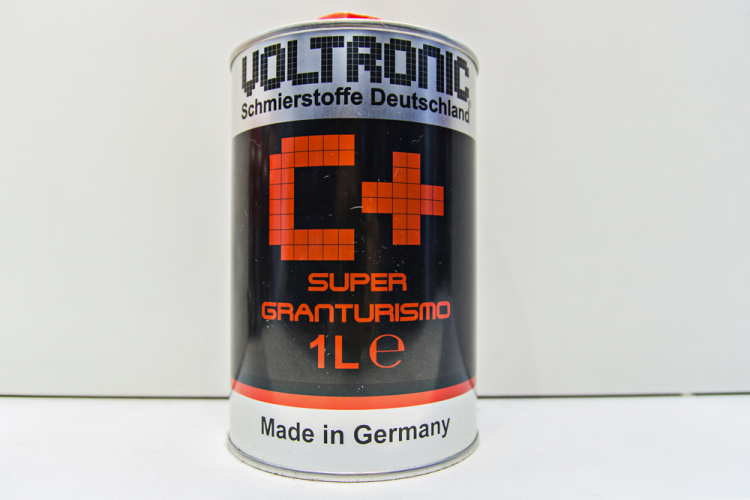 VOLTRONIC
Schmierstoffe Deutschland
C+
SUPER
GRANTURISMO
1L ℮
Made in Germany